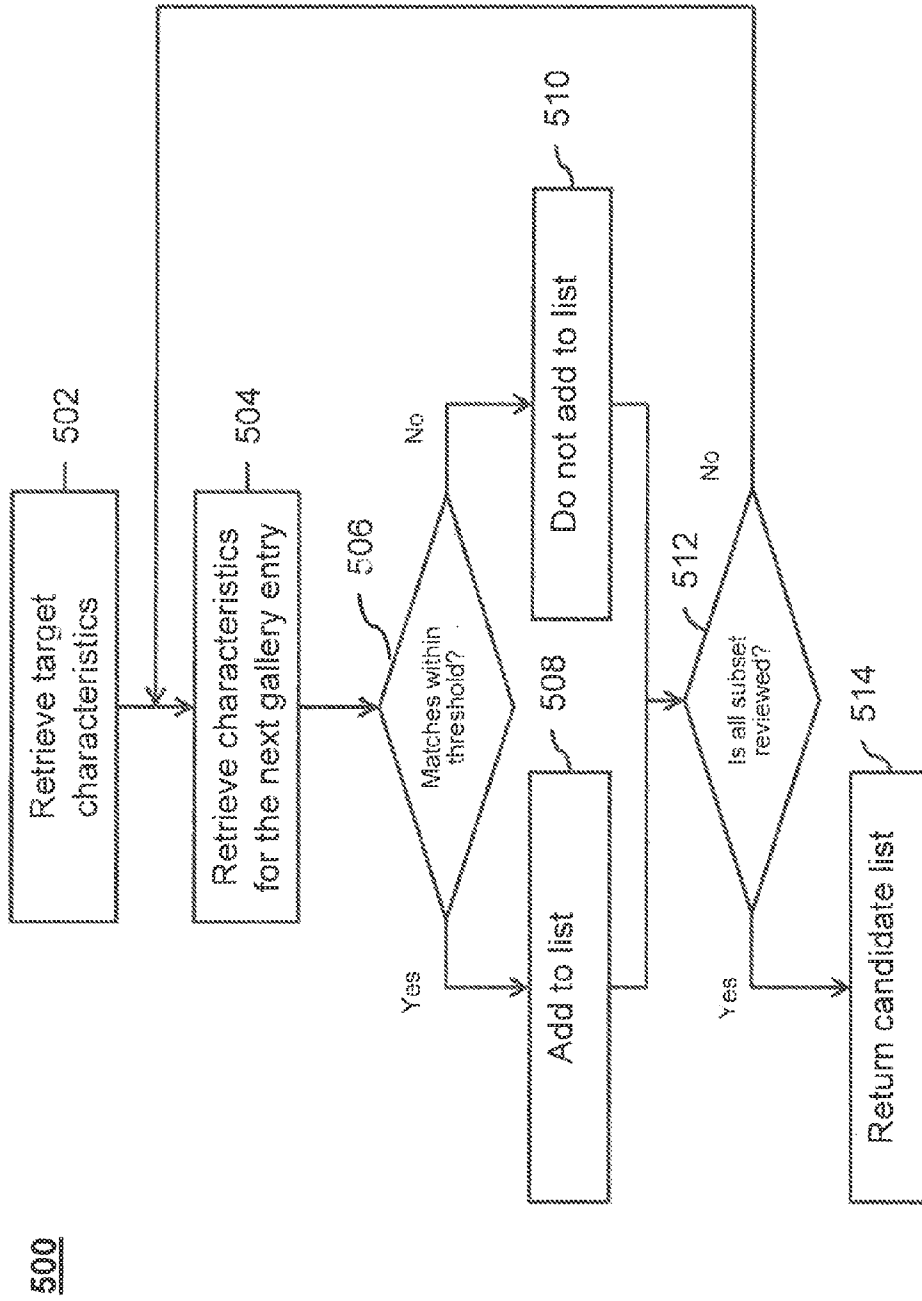 500
Retrieve target
characteristics
502
Retrieve characteristics
for the next gallery entry
504
Matches within
threshold?
506
Yes
No
Add to list
508
Do not add to list
510
Is all subset
reviewed?
512
Yes
No
Return candidate list
514